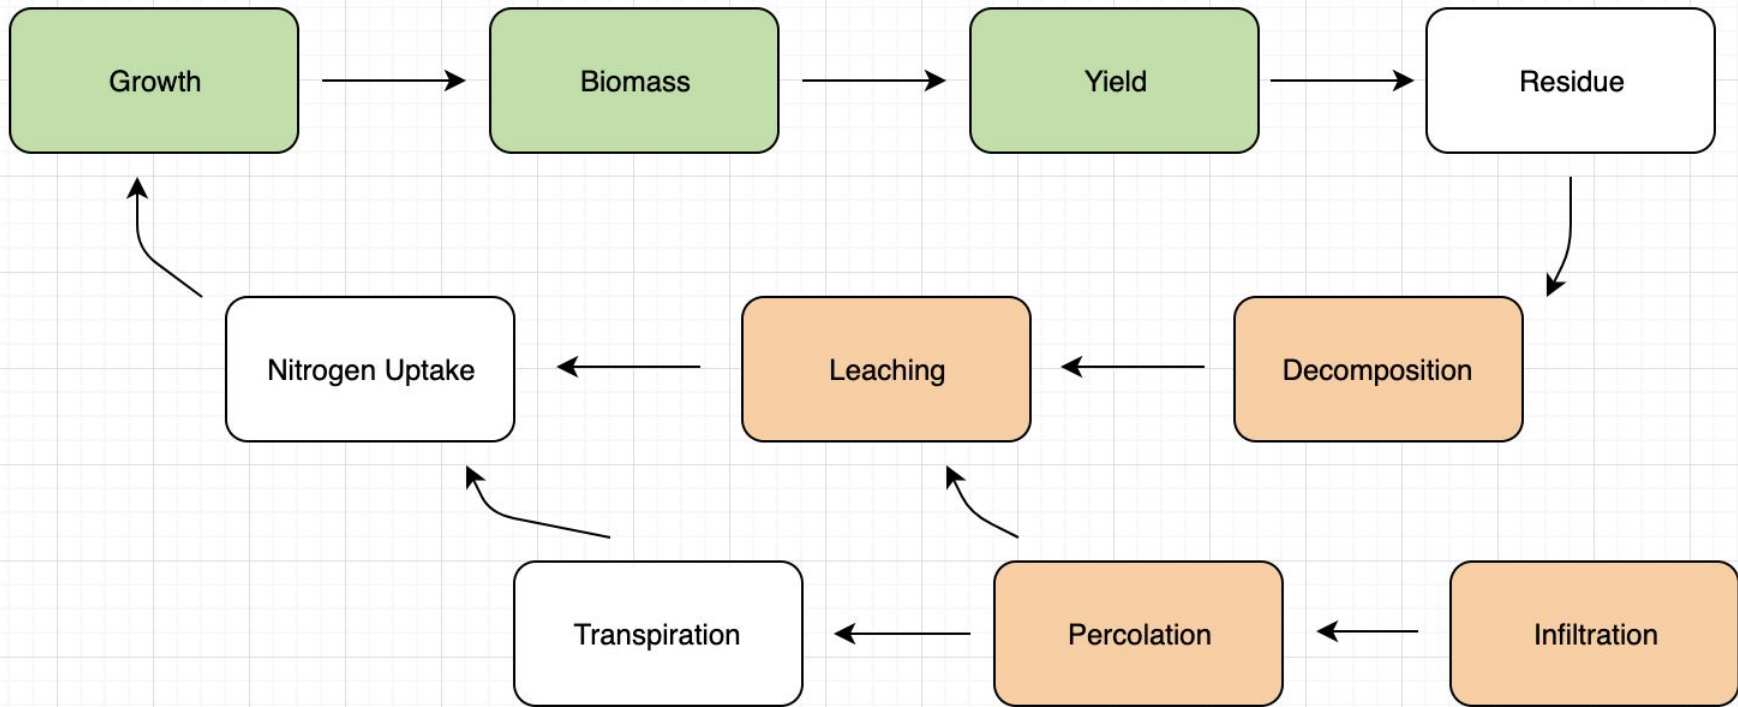 Growth
Biomass
Yield
Residue
Nitrogen Uptake
Leaching
Decomposition
Transpiration
Percolation
Infiltration